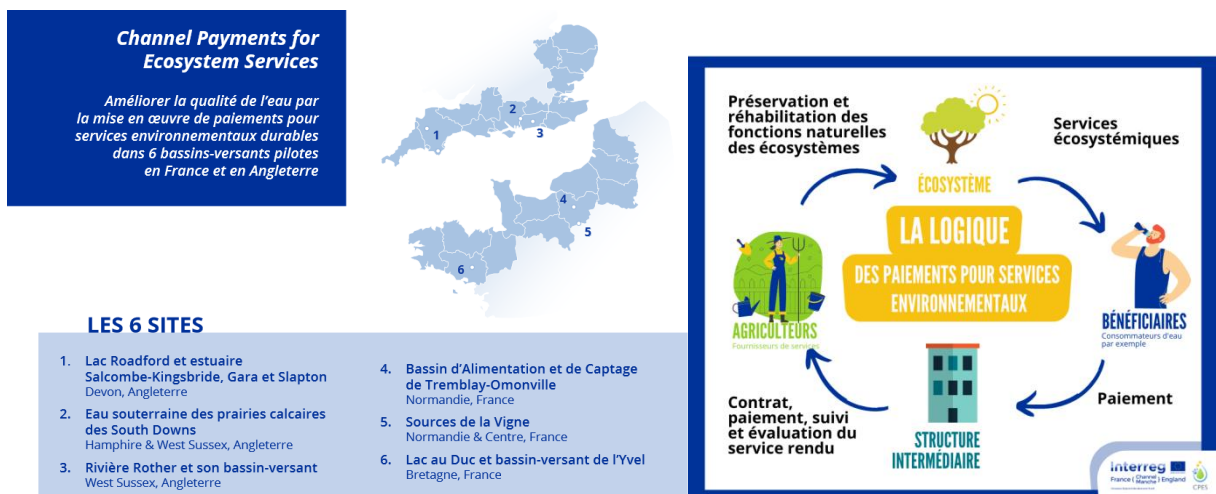 Channel Payments for
Ecosystem Services
Améliorer la qualité de l'eau par
la mise en œuvre de paiements pour
services environnementaux durables
dans 6 bassins-versants pilotes
en France et en Angleterre
1
2
3
4
5
6
LES 6 SITES
1. Lac Roadford et estuaire
Salcombe-Kingsbridge, Gara et Slapton
Devon, Angleterre
2. Eau souterraine des prairies calcaires
des South Downs
Hamphire & West Sussex, Angleterre
3. Rivière Rother et son bassin-versant
West Sussex, Angleterre
4. Bassin d'Alimentation et de Captage
de Tremblay-Omonville
Normandie, France
5. Sources de la Vigne
Normandie & Centre, France
6. Lac au Duc et bassin-versant de l'Yvel
Bretagne, France
Préservation et
réhabilitation des
fonctions naturelles
des écosystèmes
Services
écosystémiques
ÉCOSYSTÈME
LA LOGIQUE
DES PAIEMENTS POUR SERVICES
ENVIRONNEMENTAUX
AGRICULTEURS
Fournisseurs de services
BÉNÉFICIAIRES
Consommateurs d'eau
par exemple
Contrat,
paiement, suivi
et évaluation du
service rendu
STRUCTURE
INTERMÉDIAIRE
Paiement
Interreg
France ( Channel Manche ) England
CPES